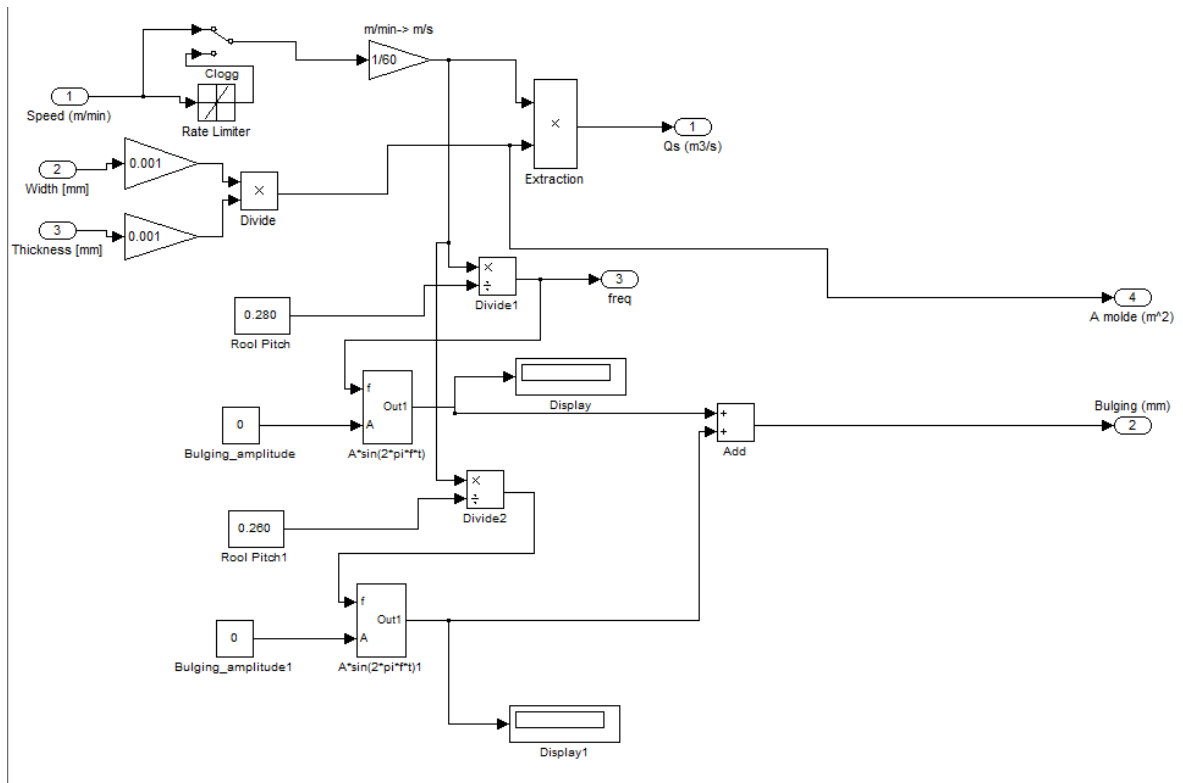 m/min-> m/s
1/60
Clogg
1
Speed (m/min)
Rate Limiter
×
Extraction
1
Qs (m3/s)
2
Width [mm]
0.001
×
Divide
3
Thickness [mm]
0.001
×
÷
Divide1
3
freq
4
A molde (m^2)
0.280
Rool Pitch
f
A
Out1
A*sin(2*pi*f*t)
Display
0
Bulging_amplitude
+
+
Add
Bulging (mm)
2
×
÷
Divide2
0.260
Rool Pitch1
f
A
Out1
A*sin(2*pi*f*t)1
0
Bulging_amplitude1
Display1